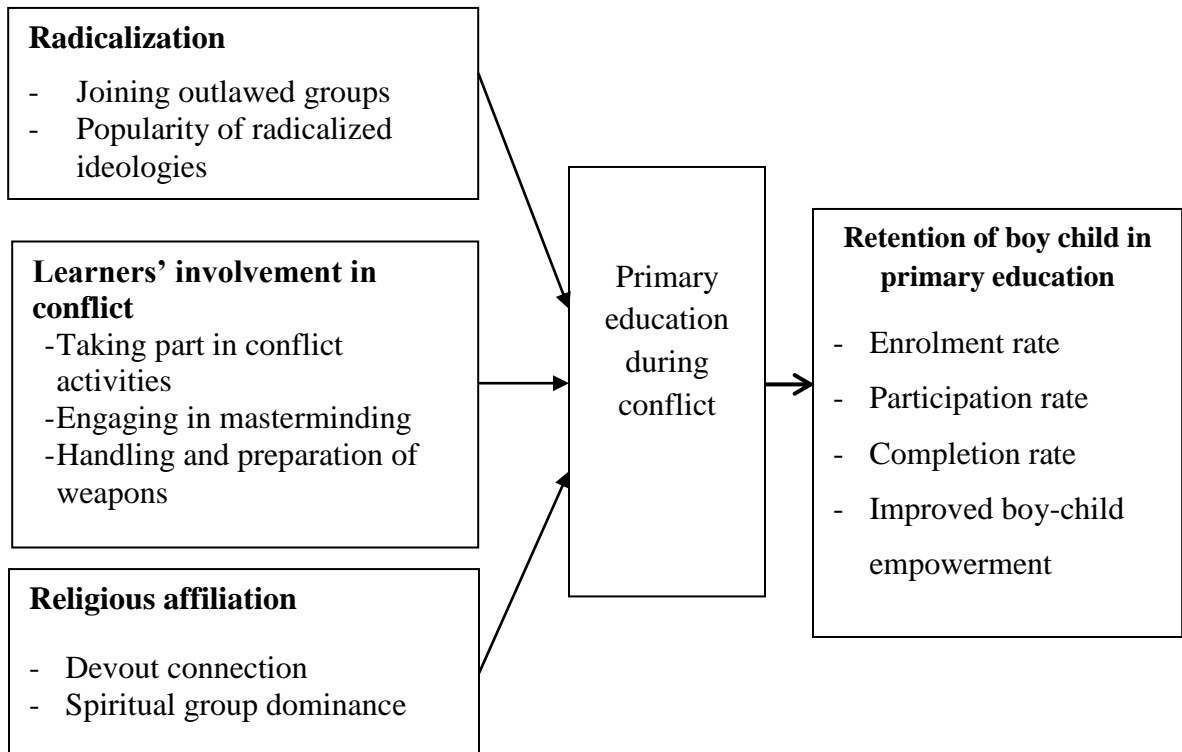 Radicalization
- Joining outlawed groups
- Popularity of radicalized
ideologies
Learners’ involvement in
conflict
-Taking part in conflict
activities
-Engaging in masterminding
-Handling and preparation of
weapons
Religious affiliation
- Devout connection
- Spiritual group dominance
Primary
education
during
conflict
Retention of boy child in
primary education
- Enrolment rate
- Participation rate
- Completion rate
- Improved boy-child
empowerment